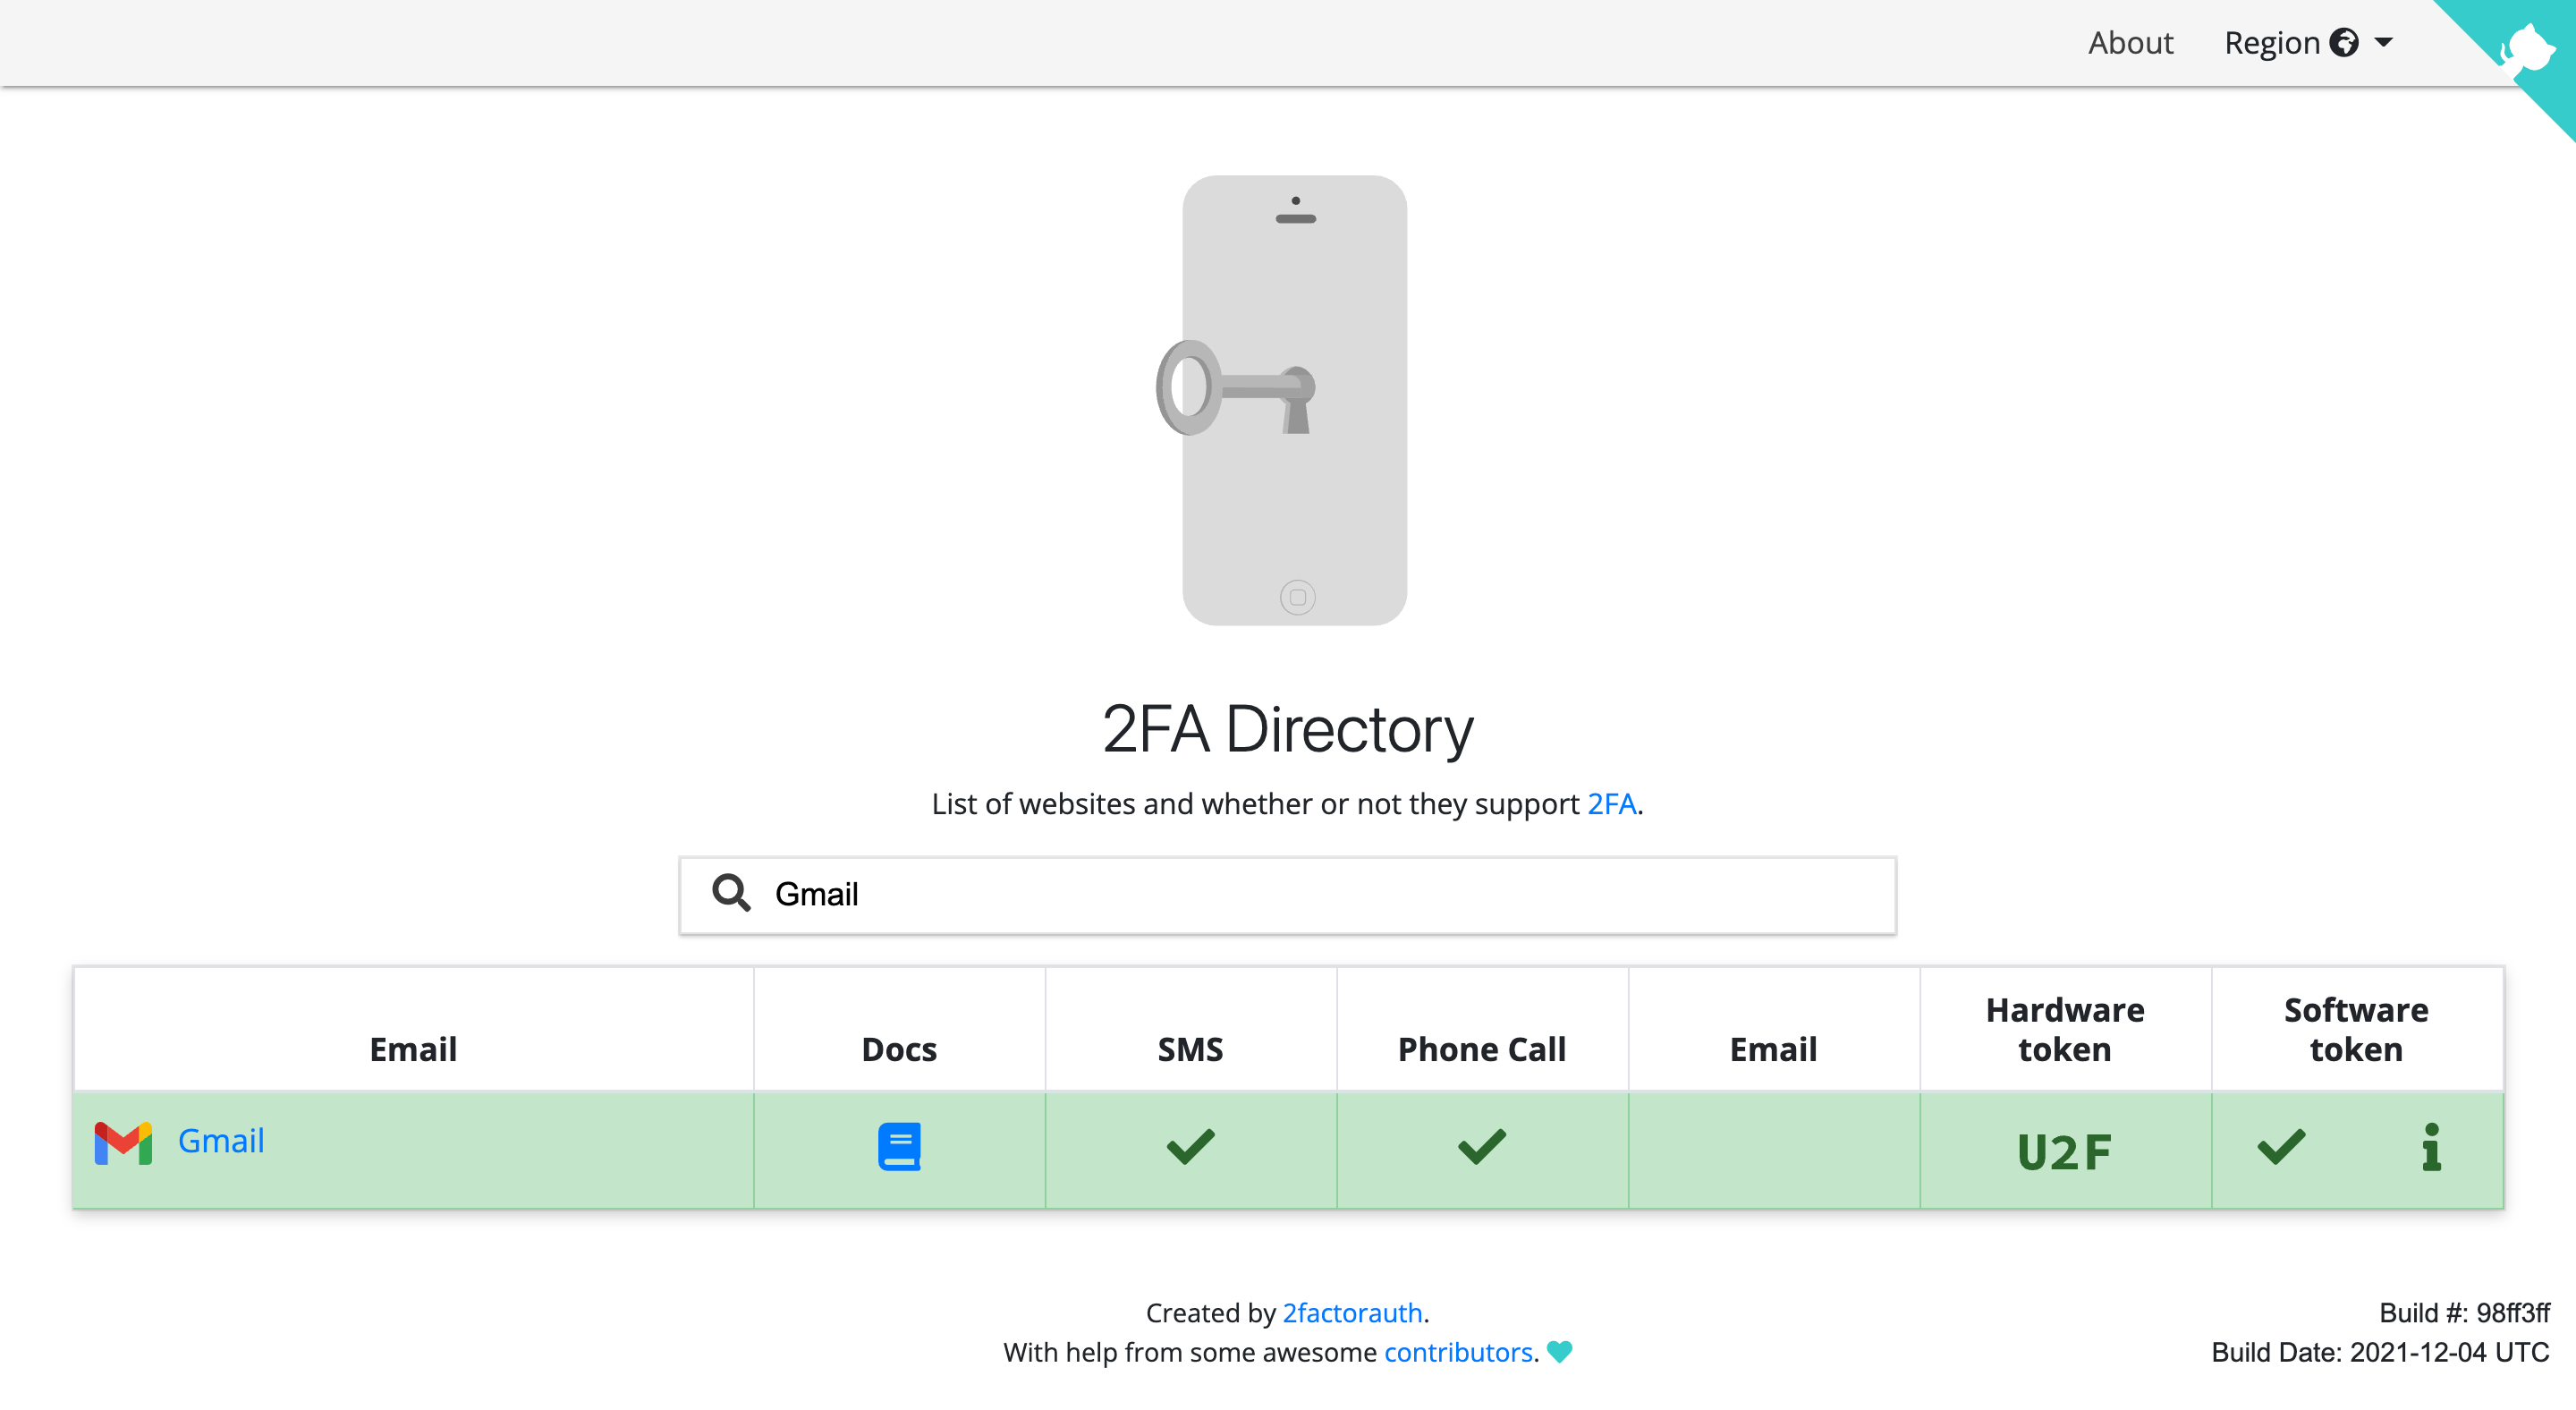 About Region
2FA Directory
List of websites and whether or not they support 2FA.
Gmail
Email Docs SMS Phone Call Email Hardware token Software token
Gmail U2F
Created by 2factorauth.
With help from some awesome contributors.
Build #: 98ff3ff
Build Date: 2021-12-04 UTC